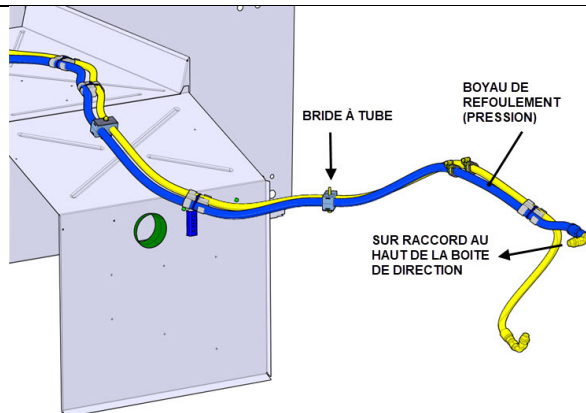 BOYAU DE
REFOULEMENT
(PRESSION)
BRIDE À TUBE
SUR RACCORD AU
HAUT DE LA BOITE
DE DIRECTION